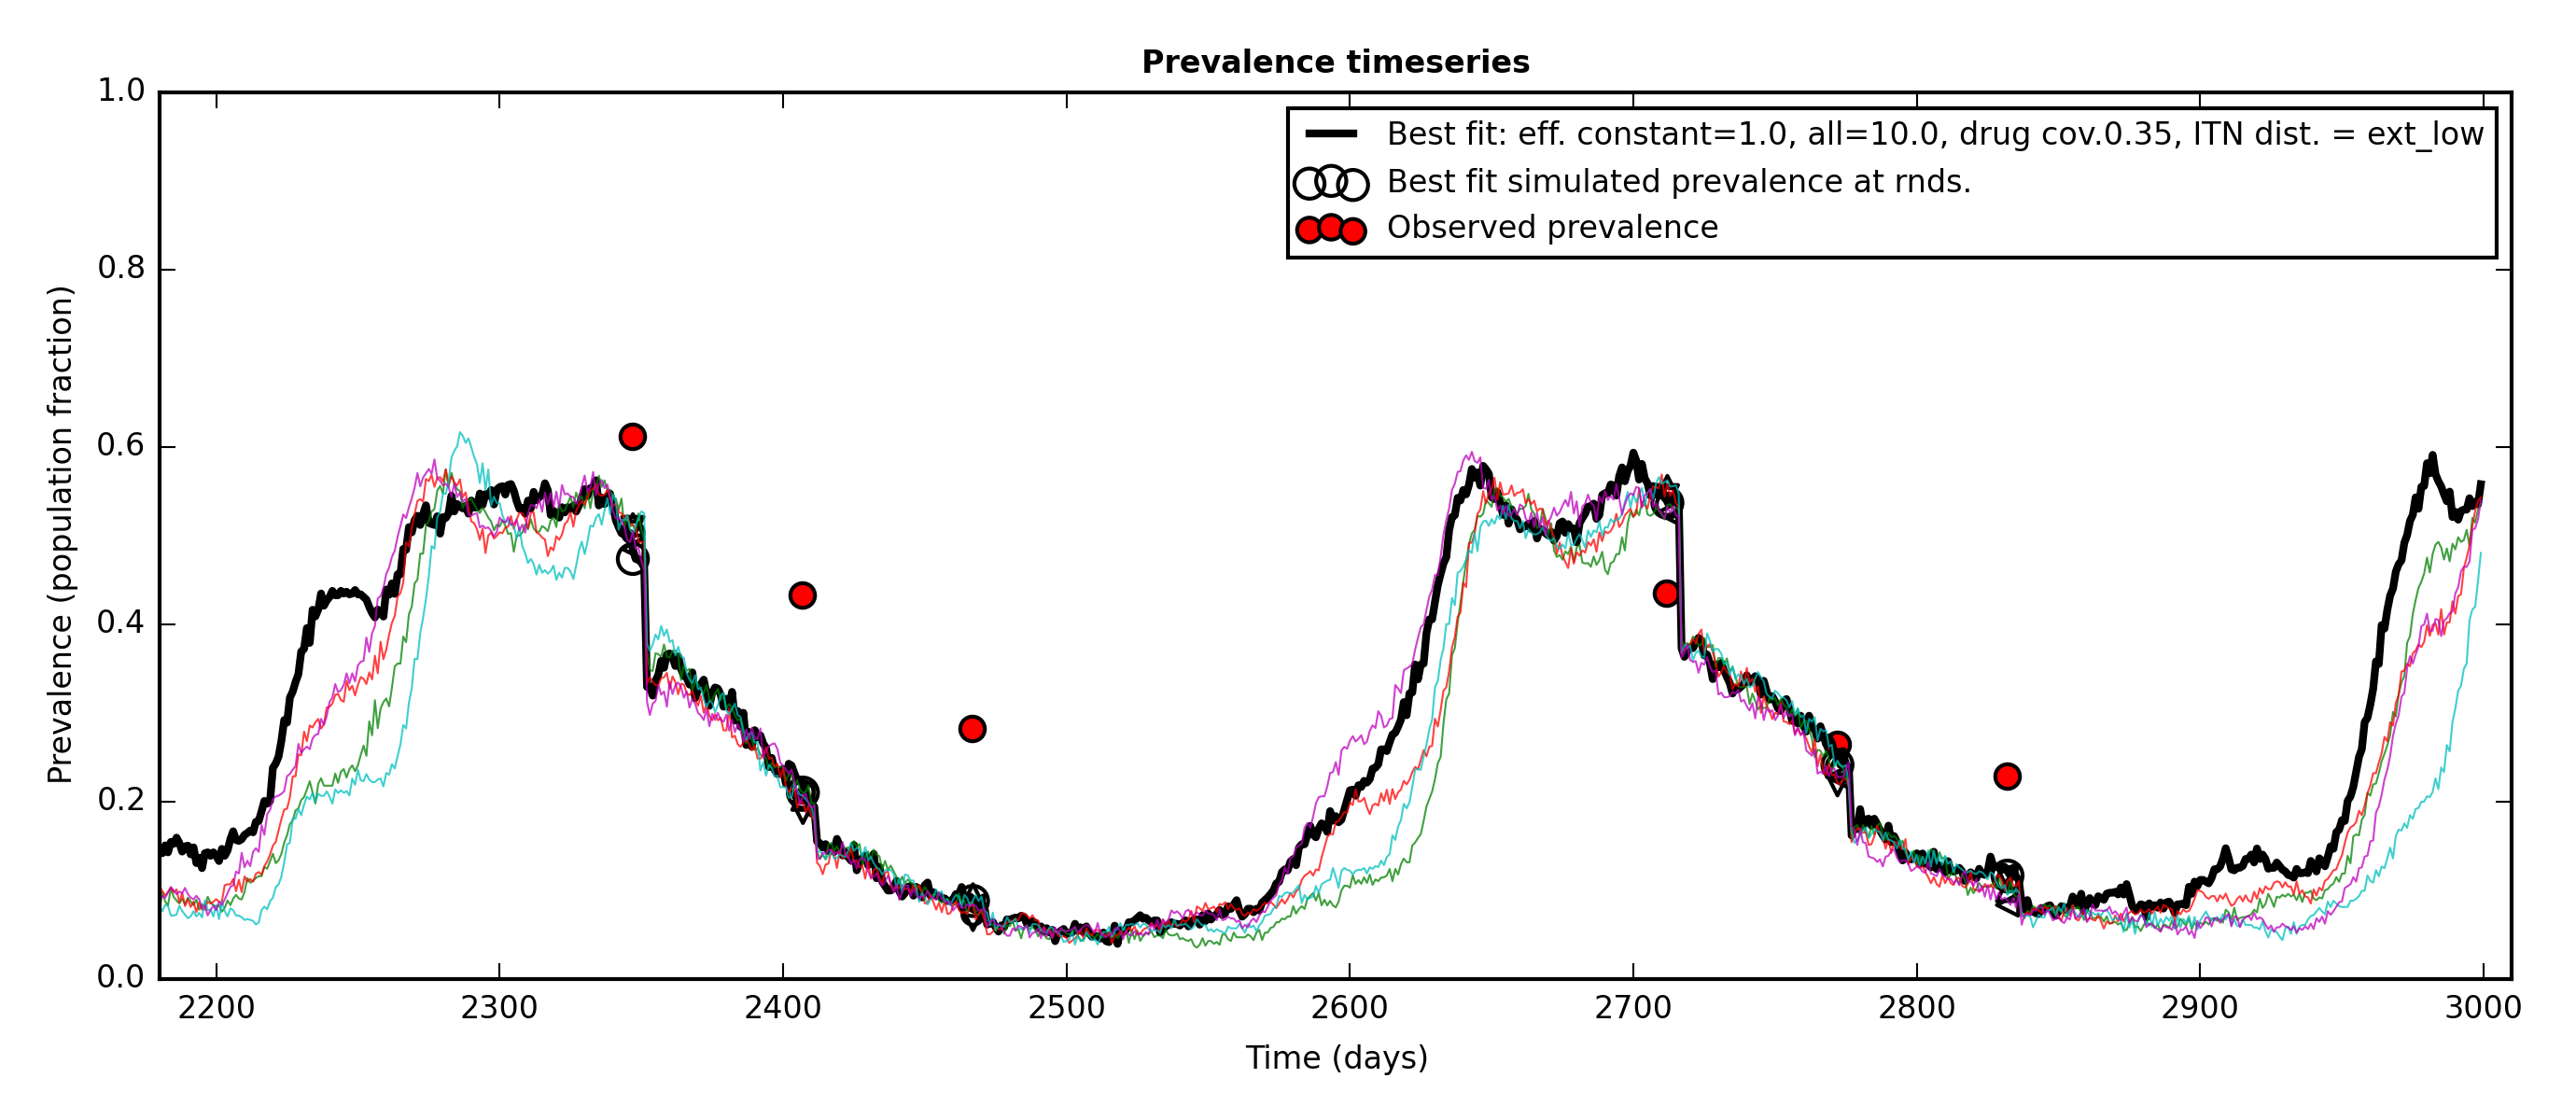 Prevalence timeseries
1.0
0.8
0.6
0.4
0.2
0.0
Prevalence (population fraction)
Best fit: eff. constant=1.0, all=10.0, drug cov.0.35, ITN dist. = ext_low
Best fit simulated prevalence at rnds.
Observed prevalence
2200 2300 2400 2500 2600 2700 2800 2900 3000
Time (days)